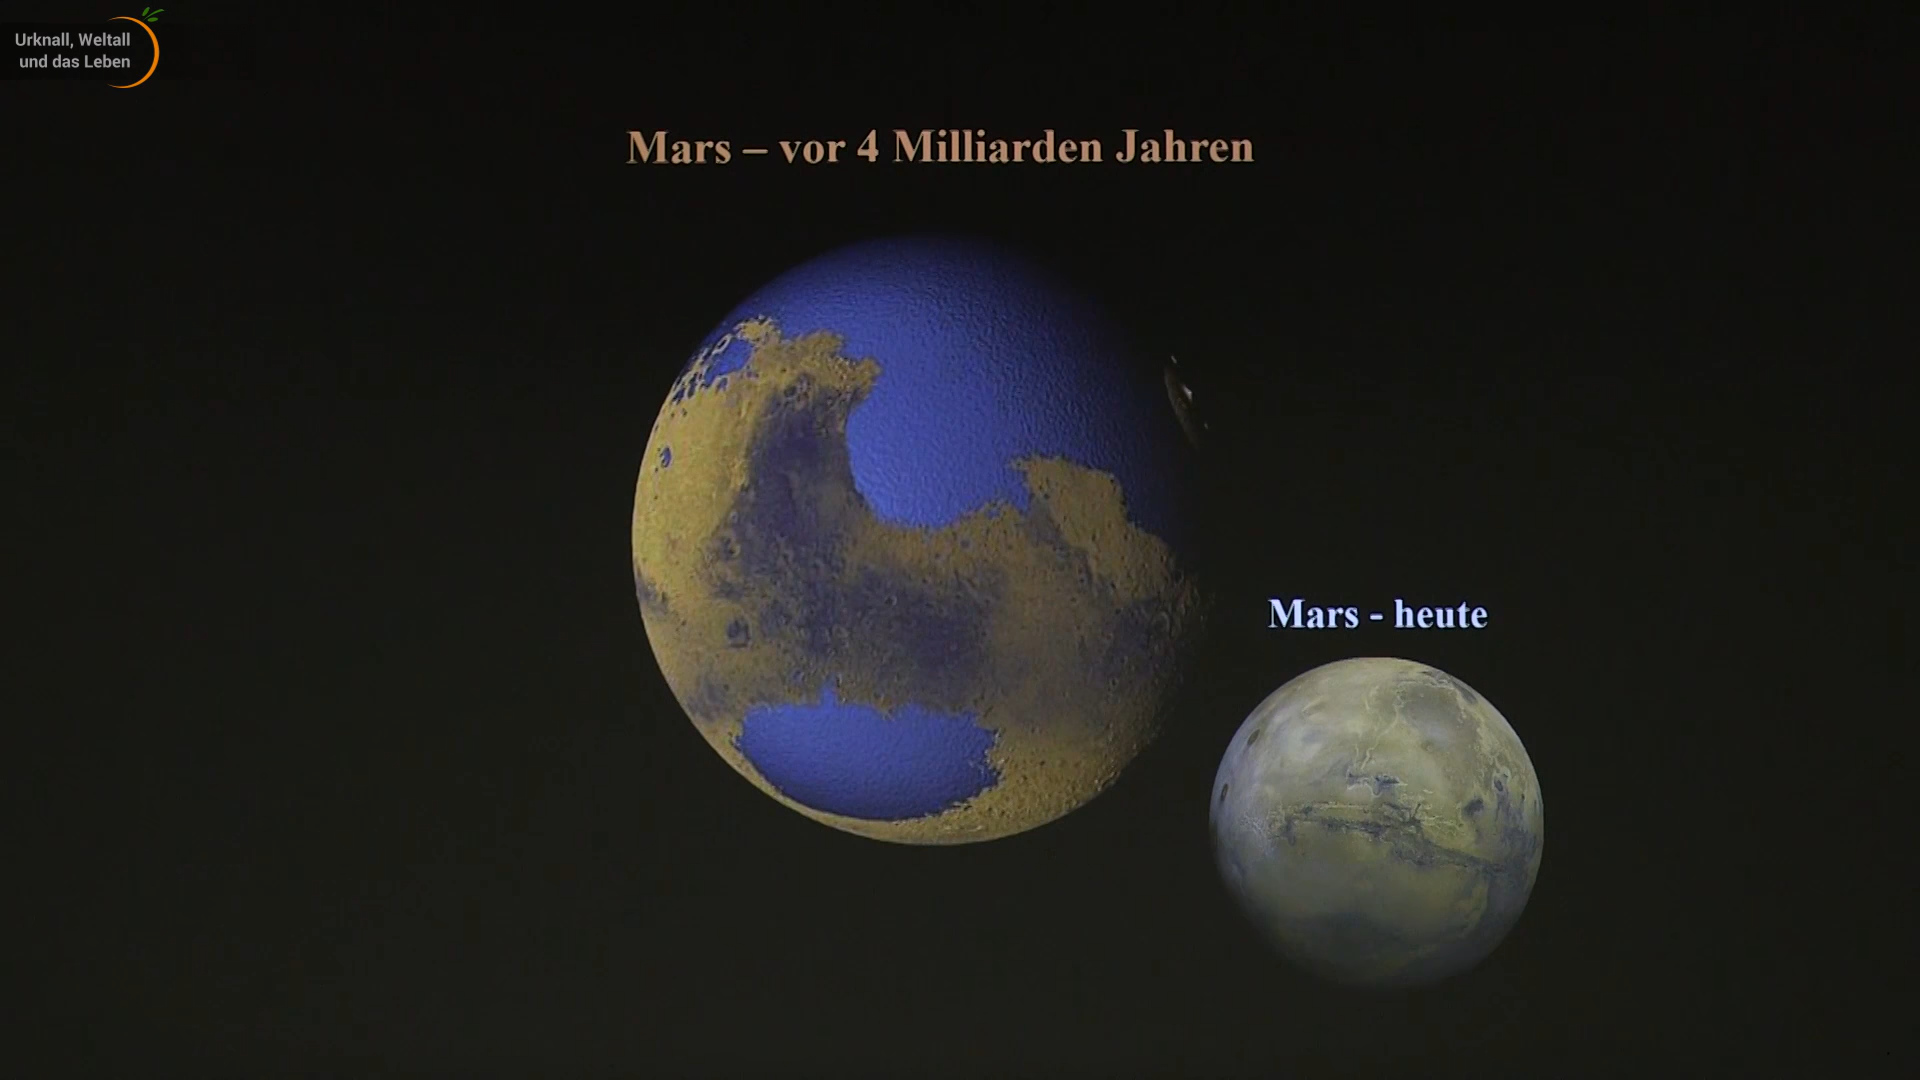 Urknall, Weltall
und das Leben
Mars – vor 4 Milliarden Jahren
Mars - heute